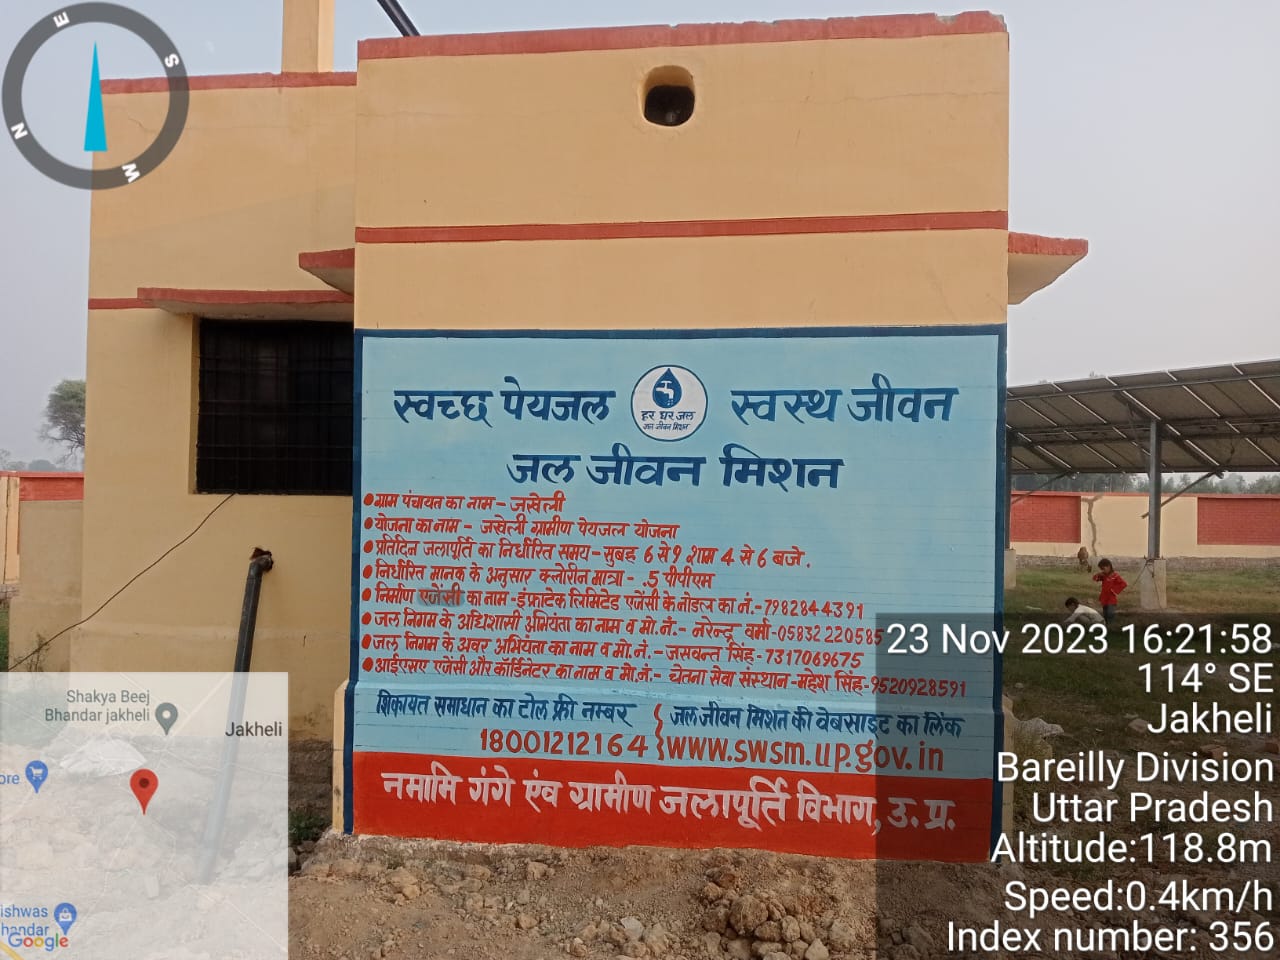 E
S
N
W
स्वच्छ पेयजल
हर घर जल
जल जीवन मिशन
स्वस्थ जीवन
जल जीवन मिशन
ग्राम पंचायत का नाम - जखेली
योजना का नाम - जखेली ग्रामीण पेयजल योजना
प्रतिदिन जलापूर्ति का निर्धारित समय - सुबह 6 से 9 शाम 4 से 6 बजे.
निर्धारित मानक के अनुसार क्लोरीन मात्रा - .5 पीपीएम
निर्माण एजेंसी का नाम - इंफ्राटेक लिमिटेड एजेंसी के नोडल का नं.- 7982844391
जल निगम के अधिशासी अभियंता का नाम व मो.नं.- नरेन्द्र वर्मा-05832 220585
जल निगम के अवर अभियंता का नाम व मो.नं.- जसवन्त सिंह-7317069675
आईएसए एजेंसी और कॉर्डिनेटर का नाम व मो.नं.- चेतना सेवा संस्थान-महेश सिंह-9520928591
शिकायत समाधान का टोल फ्री नम्बर
18001212164
जल जीवन मिशन की वेबसाइट का लिंक
www.swsm.up.gov.in
नमामि गंगे एंव ग्रामीण जलापूर्ति विभाग, उ.प्र.
Shakya Beej
Bhandar jakheli
Jakheli
ore
ishwas
handar
Google
23 Nov 2023 16:21:58
114° SE
Jakheli
Bareilly Division
Uttar Pradesh
Altitude:118.8m
Speed:0.4km/h
Index number: 356